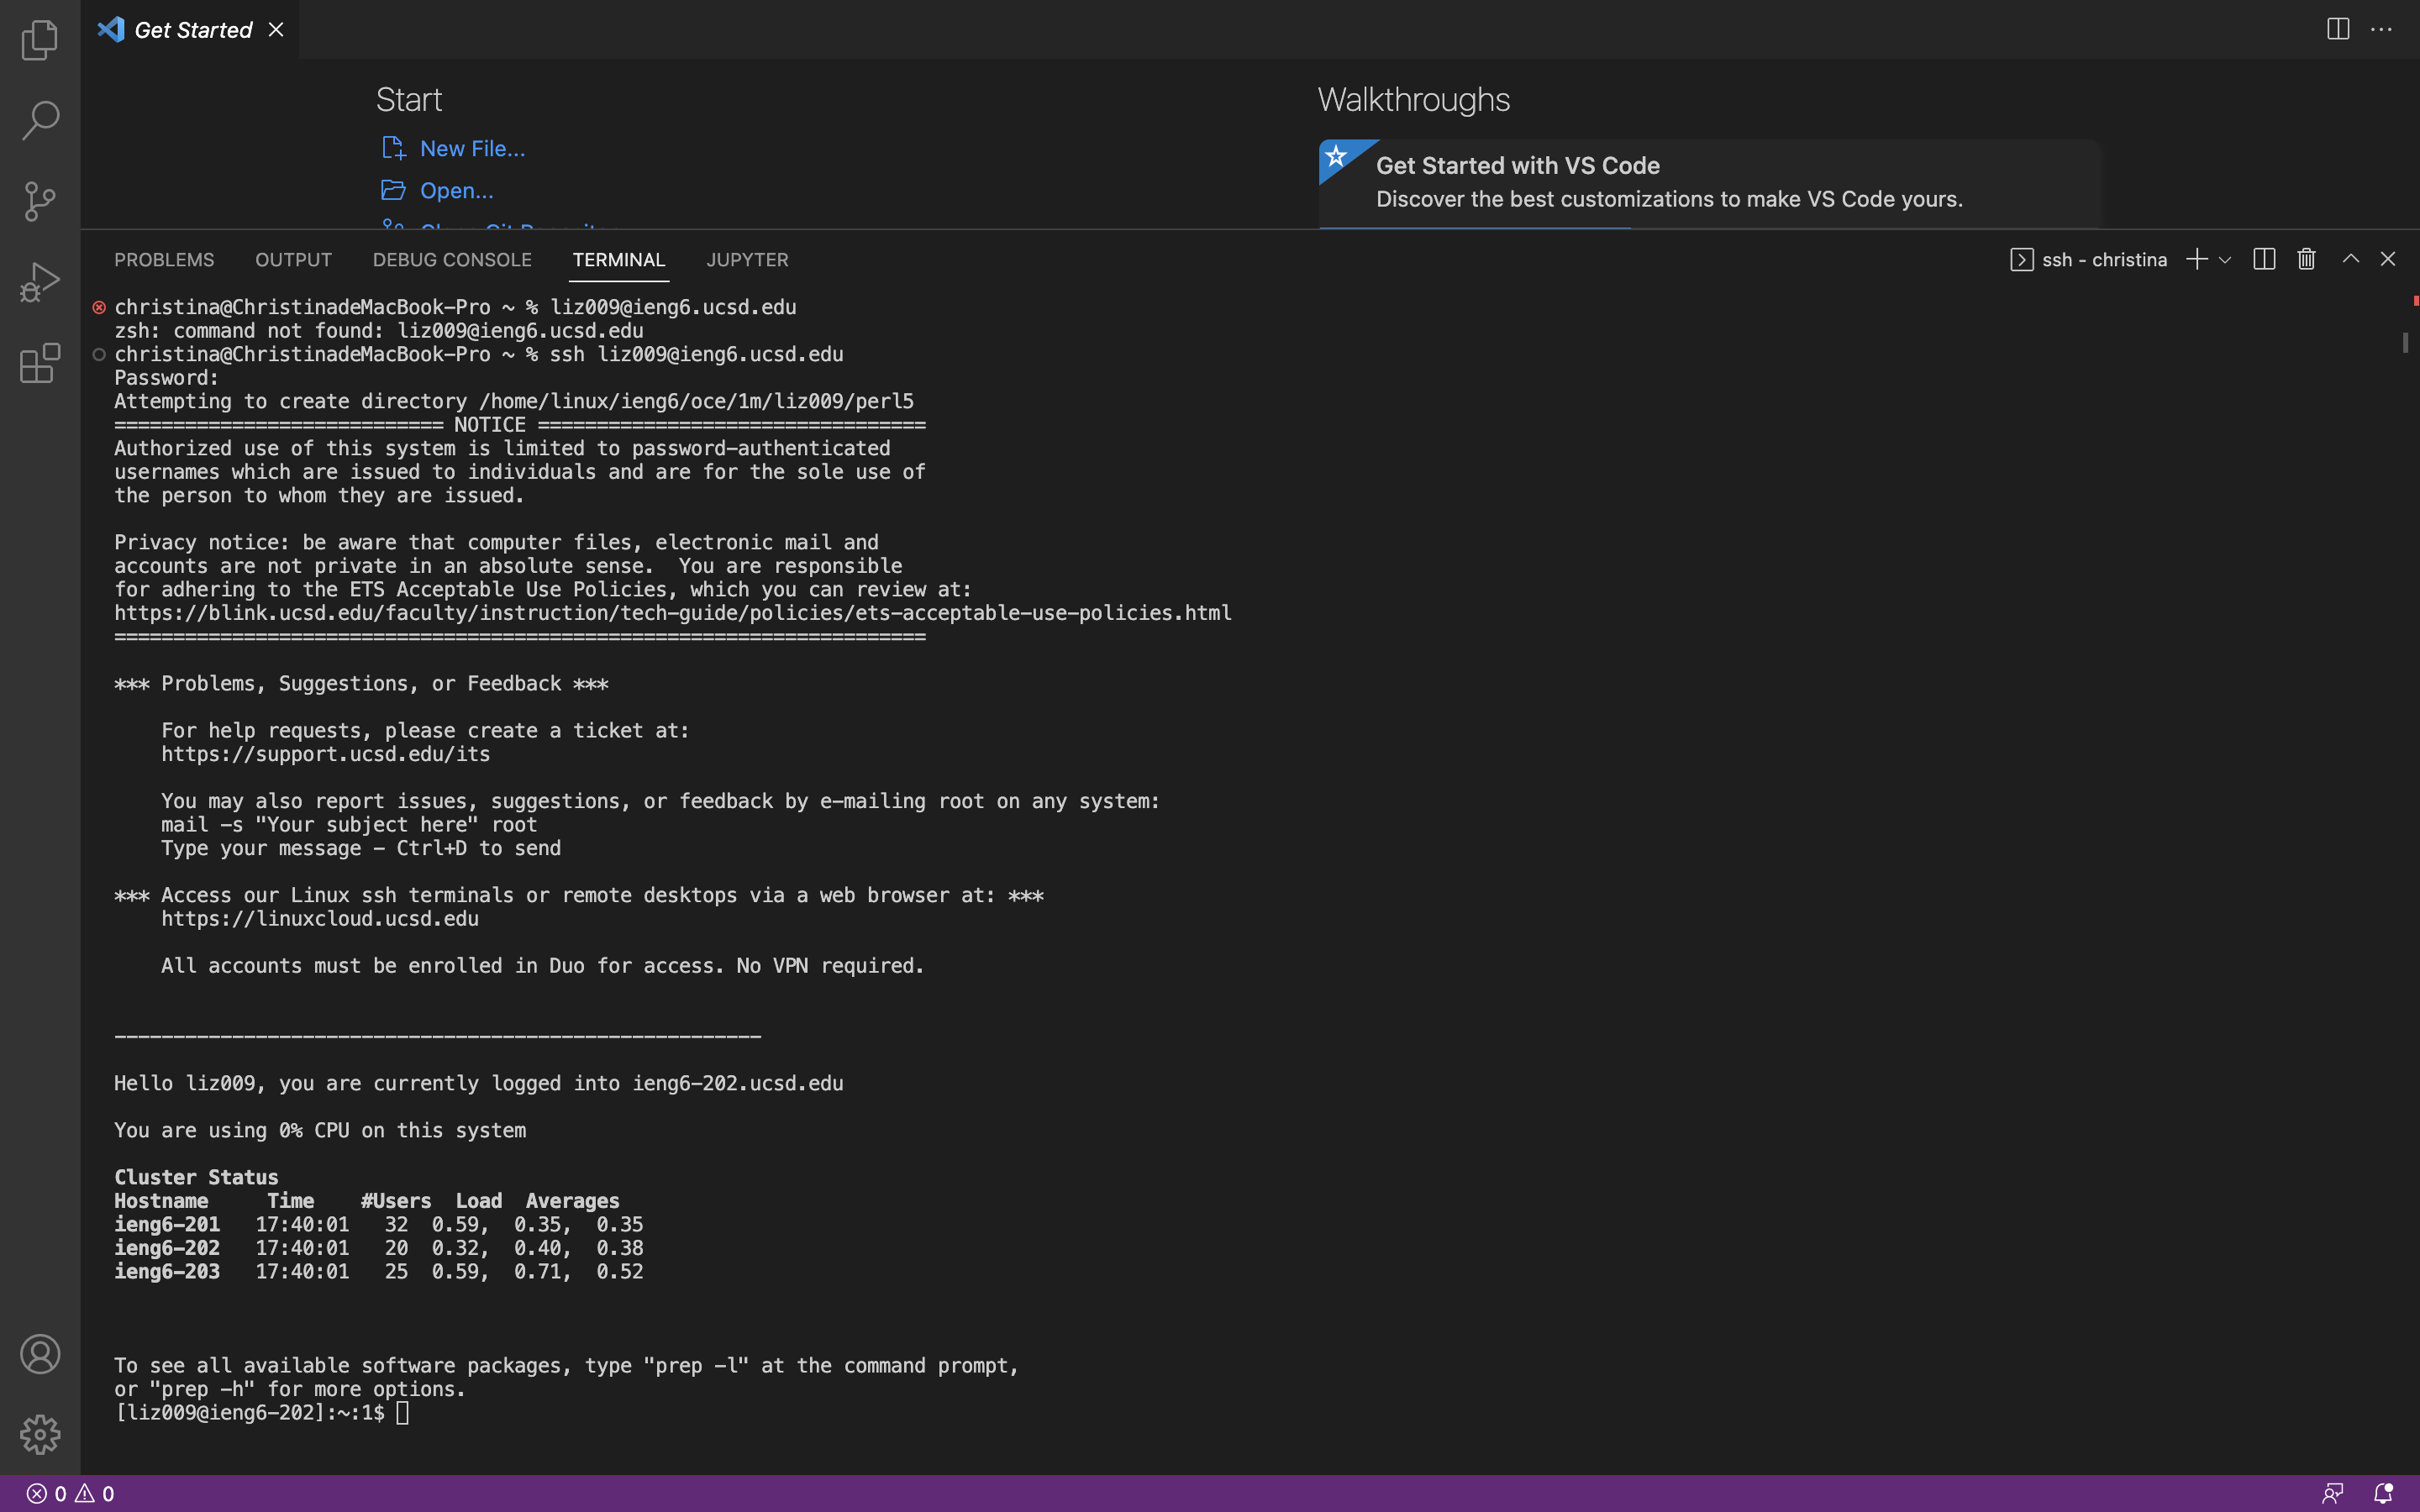 Get Started
Start
New File...
Open...
Walkthroughs
Get Started with VS Code
Discover the best customizations to make VS Code yours.
PROBLEMS OUTPUT DEBUG CONSOLE TERMINAL JUPYTER
ssh - christina
christina@ChristinadeMacBook-Pro ~ % liz009@ieng6.ucsd.edu
zsh: command not found: liz009@ieng6.ucsd.edu
christina@ChristinadeMacBook-Pro ~ % ssh liz009@ieng6.ucsd.edu
Password:
Attempting to create directory /home/linux/ieng6/oce/1m/liz009/perl5
============================ NOTICE =================================
Authorized use of this system is limited to password-authenticated
usernames which are issued to individuals and are for the sole use of
the person to whom they are issued.
Privacy notice: be aware that computer files, electronic mail and
accounts are not private in an absolute sense.  You are responsible
for adhering to the ETS Acceptable Use Policies, which you can review at:
https://blink.ucsd.edu/faculty/instruction/tech-guide/policies/ets-acceptable-use-policies.html
=====================================================================
*** Problems, Suggestions, or Feedback ***
For help requests, please create a ticket at:
https://support.ucsd.edu/its
You may also report issues, suggestions, or feedback by e-mailing root on any system:
mail -s "Your subject here" root
Type your message - Ctrl+D to send
*** Access our Linux ssh terminals or remote desktops via a web browser at: ***
https://linuxcloud.ucsd.edu
All accounts must be enrolled in Duo for access. No VPN required.
-------------------------------------------------------
Hello liz009, you are currently logged into ieng6-202.ucsd.edu
You are using 0% CPU on this system
Cluster Status
Hostname     Time    #Users  Load  Averages
ieng6-201   17:40:01   32  0.59,  0.35,  0.35
ieng6-202   17:40:01   20  0.32,  0.40,  0.38
ieng6-203   17:40:01   25  0.59,  0.71,  0.52
To see all available software packages, type "prep -l" at the command prompt,
or "prep -h" for more options.
[liz009@ieng6-202]:~:1$
0 0